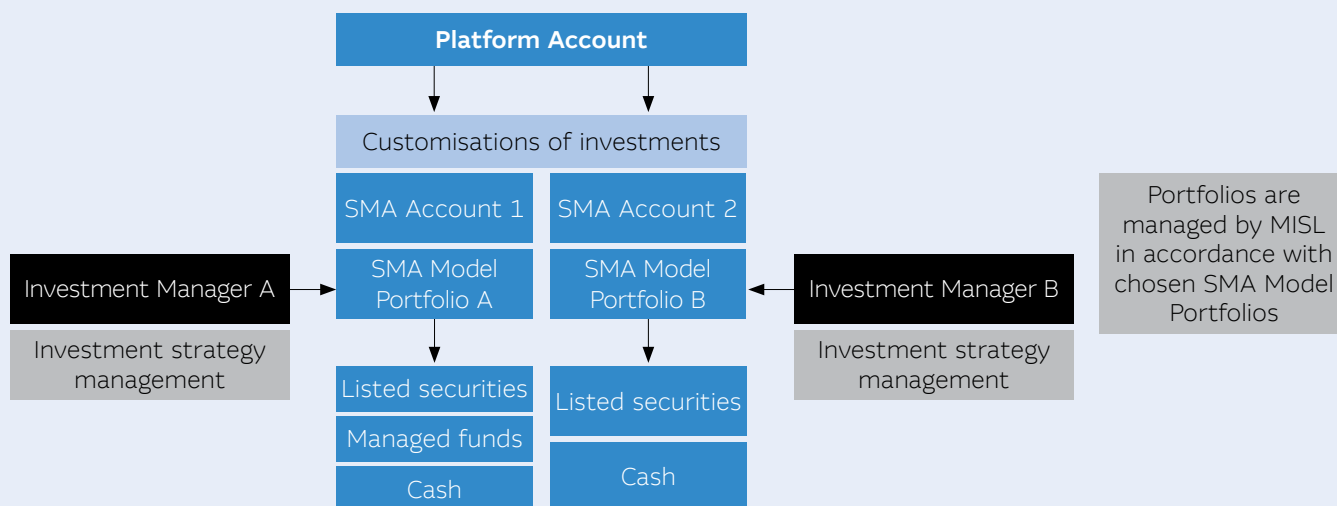 Platform Account
Customisations of investments
SMA Account 1
SMA Account 2
Investment Manager A
SMA Model
Portfolio A
SMA Model
Portfolio B
Investment Manager B
Portfolios are
managed by MISL
in accordance with
chosen SMA Model
Portfolios
Investment strategy
management
Investment strategy
management
Listed securities
Managed funds
Cash
Listed securities
Cash